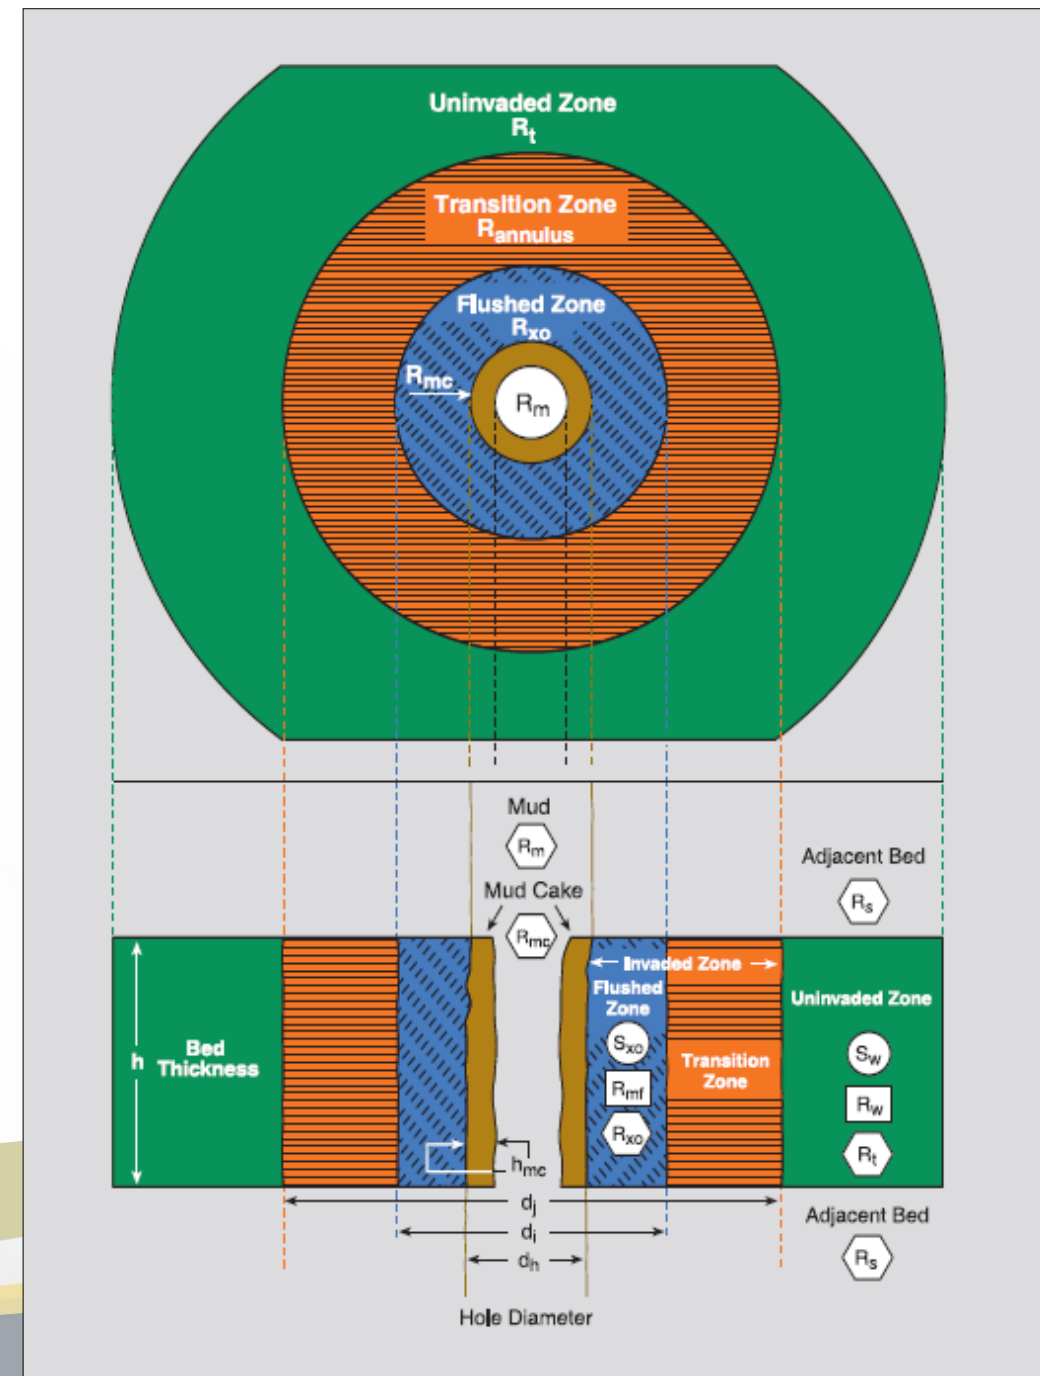 Uninvaded Zone
Rt
Transition Zone
Rannulus
Flushed Zone
Rxo
Rmc
Rm
Mud
Rm
Adjacent Bed
Rs
Mud Cake
Rmc
Invaded Zone
Flushed
Zone
Uninvaded Zone
Sxo
Sw
h
Bed
Thickness
Transition
Zone
Rmf
Rw
Rxo
Rt
hmc
dj
di
dh
Adjacent Bed
Rs
Hole Diameter